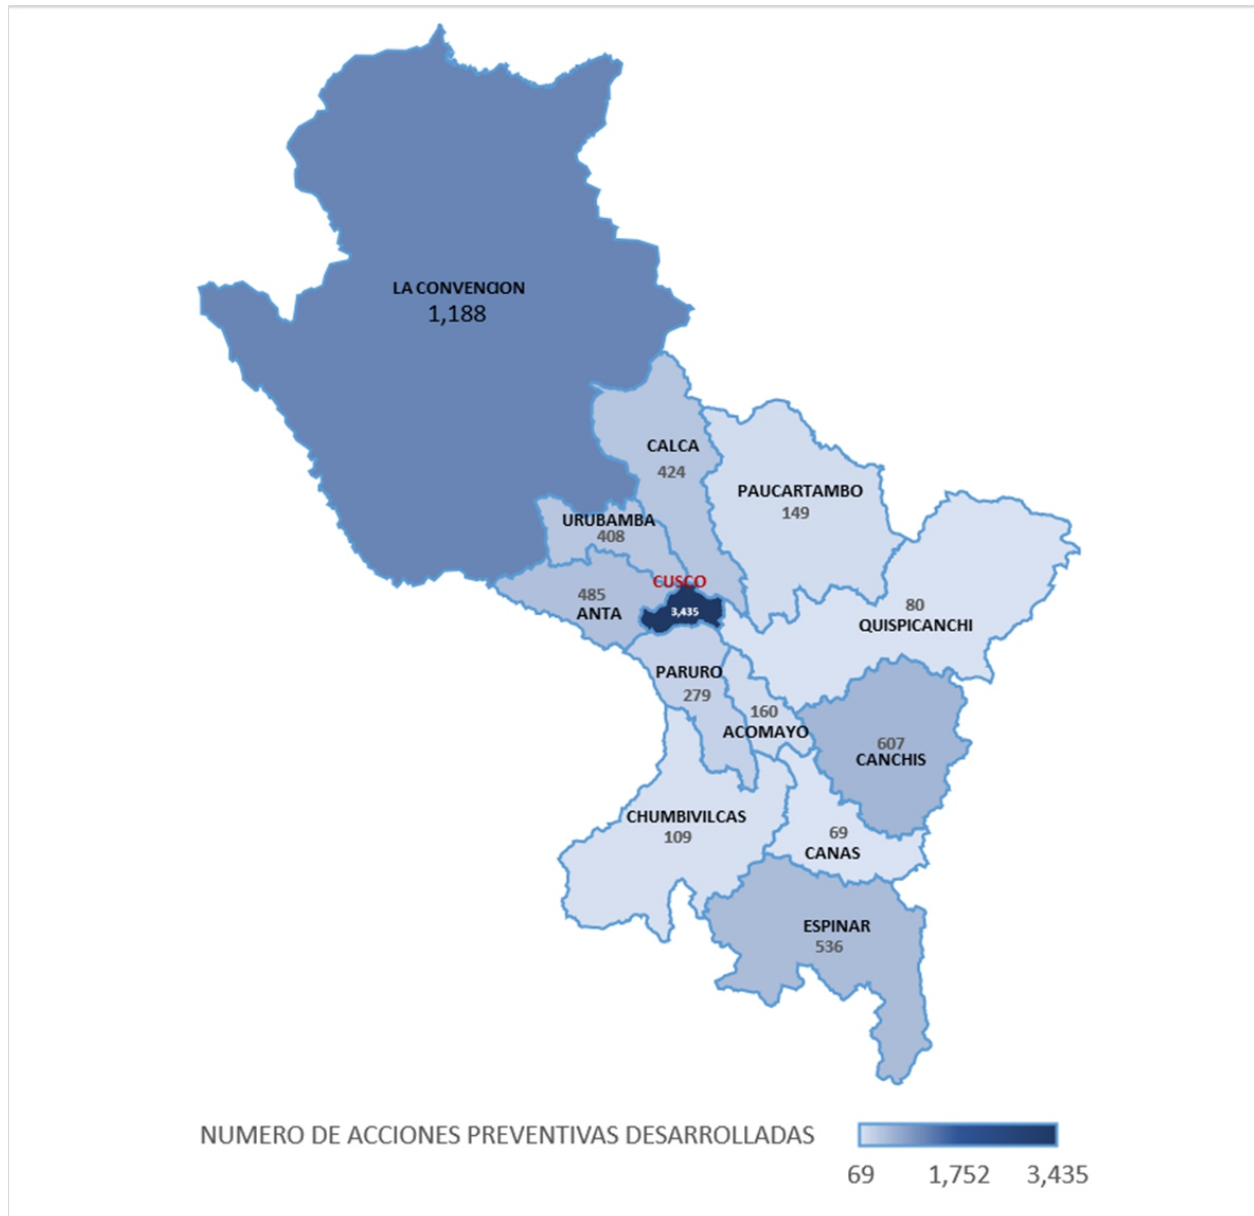 LA CONVENCION
1,188
CALCA
424
PAUCARTAMBO
149
URUBAMBA
408
CUSCO
3,435
485
ANTA
80
QUISPICANCHI
PARURO
279
160
ACOMAYO
607
CANCHIS
CHUMBIVILCAS
109
69
CANAS
ESPINAR
536
NUMERO DE ACCIONES PREVENTIVAS DESARROLLADAS
69 1,752 3,435